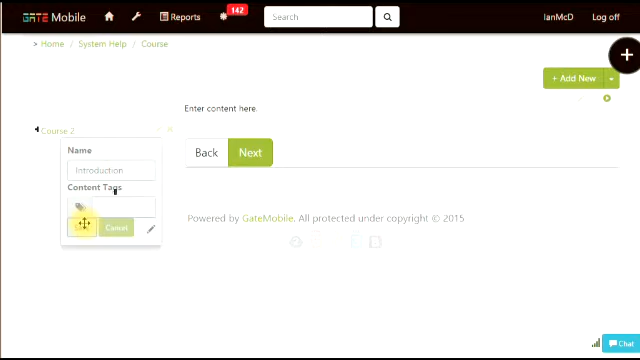 GATE Mobile
Reports
142
Search
IanMcD
Log off
> Home / System Help / Course
+ Add New
Enter content here.
Course 2
Name
Introduction
Content Tags
Cancel
Back
Next
Powered by GateMobile. All protected under copyright © 2015
Chat